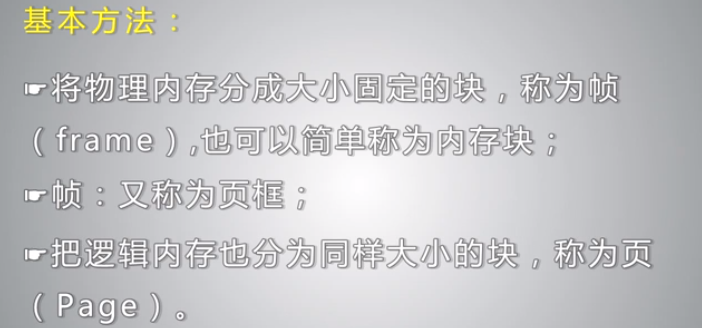 基本方法：
☛将物理内存分成大小固定的块，称为帧
（frame）,也可以简单称为内存块；
☛帧：又称为页框；
☛把逻辑内存也分为同样大小的块，称为页
（Page）。